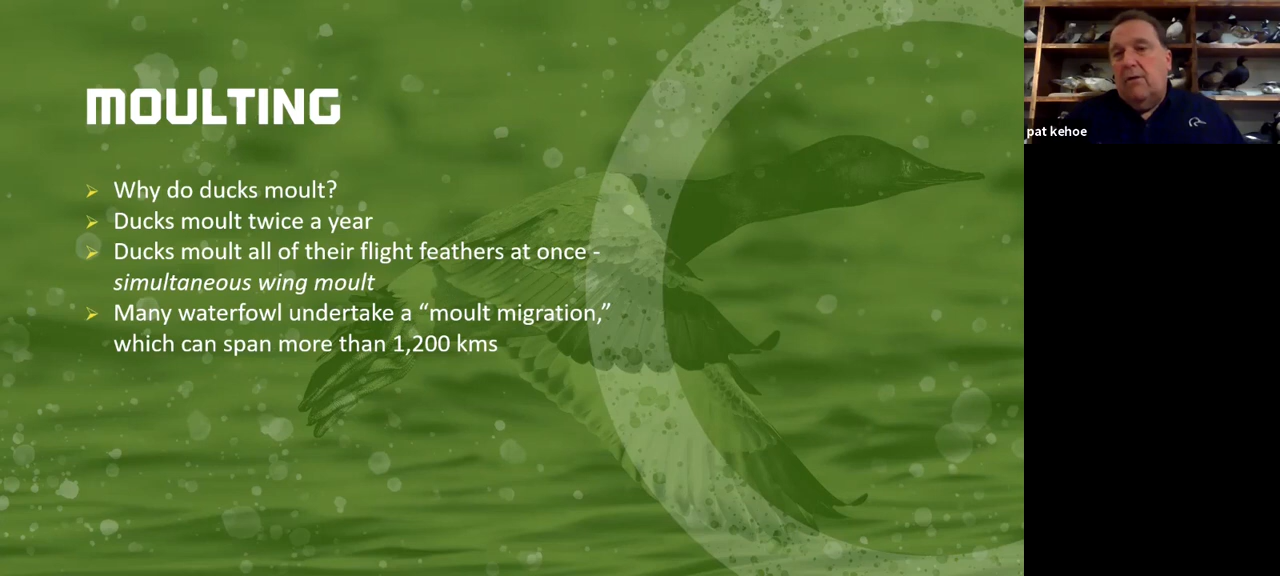 MOULTING
Why do ducks moult?
Ducks moult twice a year
Ducks moult all of their flight feathers at once -
simultaneous wing moult
Many waterfowl undertake a “moult migration,”
which can span more than 1,200 kms
pat kehoe